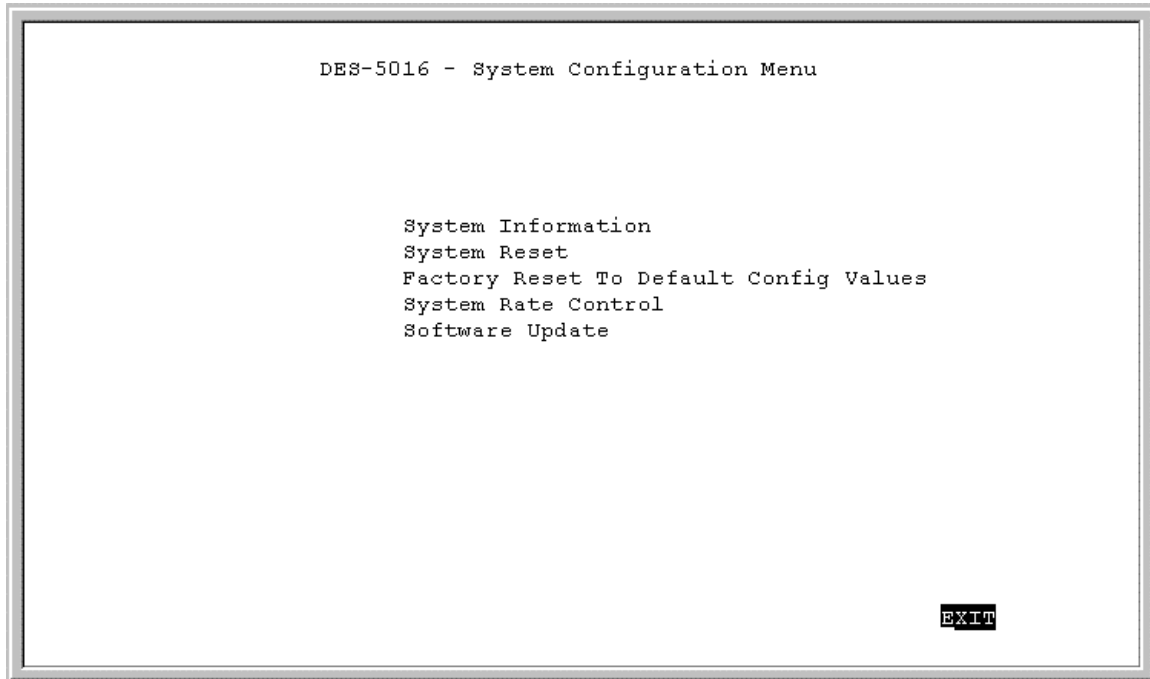 DES-5016 - System Configuration Menu
System Information
System Reset
Factory Reset To Default Config Values
System Rate Control
Software Update
EXIT